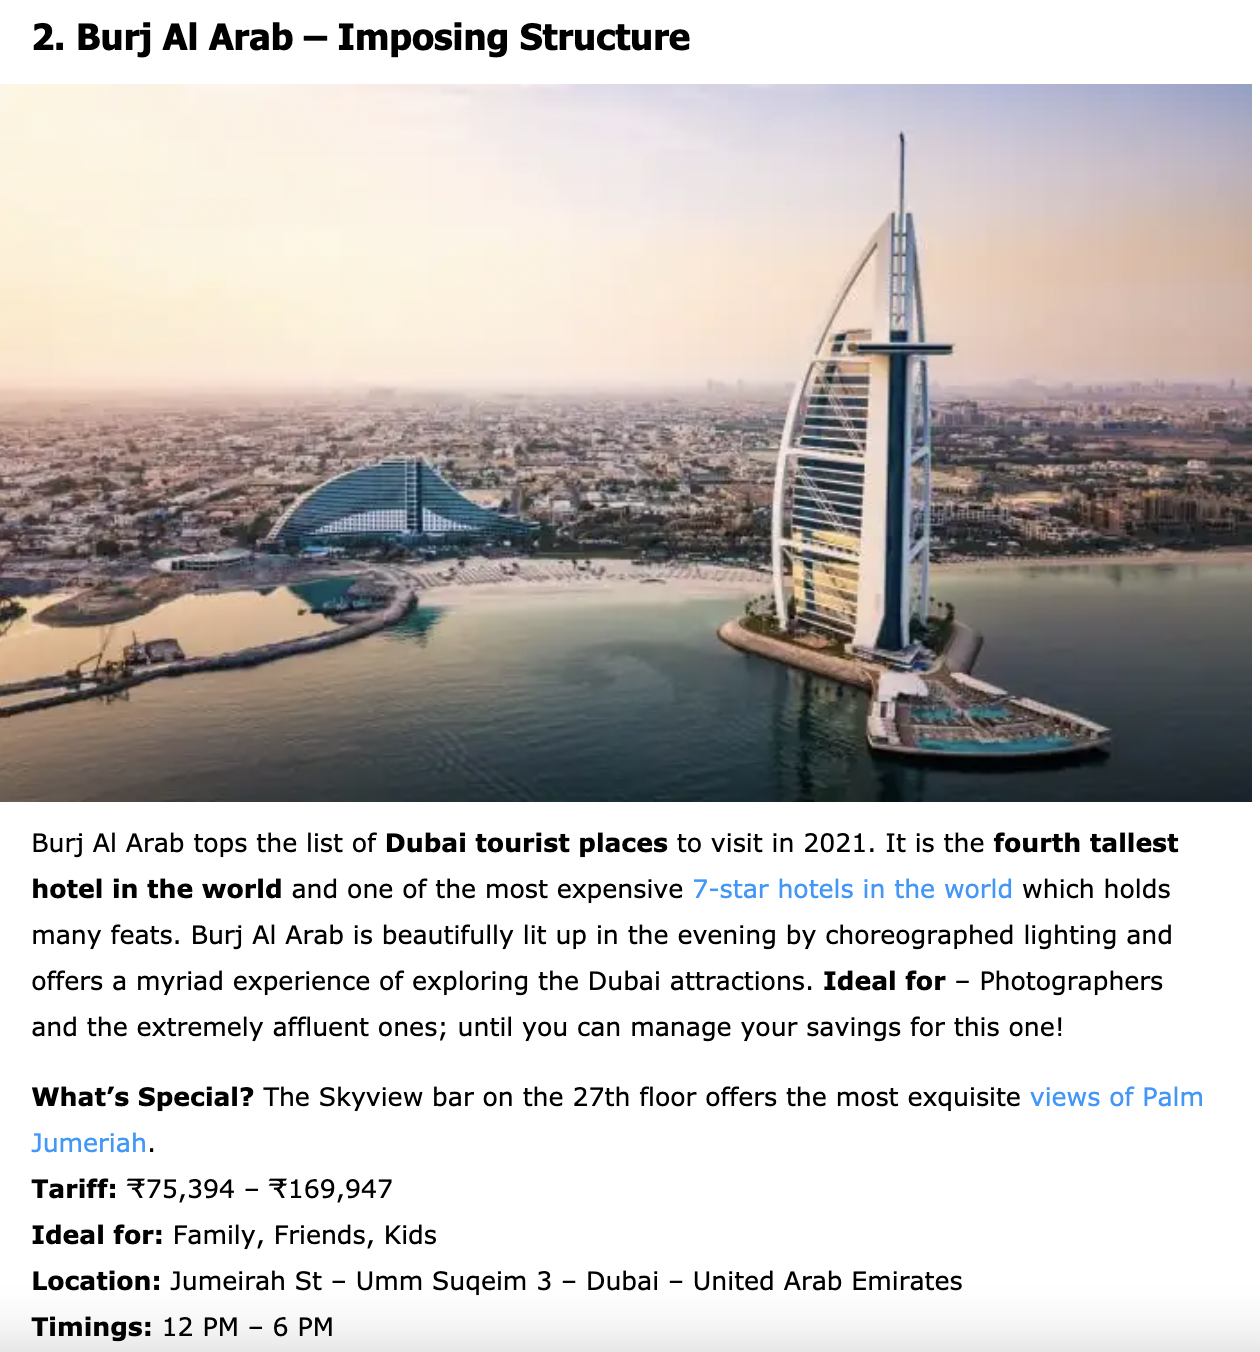 2. Burj Al Arab – Imposing Structure
Burj Al Arab tops the list of Dubai tourist places to visit in 2021. It is the fourth tallest
hotel in the world and one of the most expensive 7-star hotels in the world which holds
many feats. Burj Al Arab is beautifully lit up in the evening by choreographed lighting and
offers a myriad experience of exploring the Dubai attractions. Ideal for – Photographers
and the extremely affluent ones; until you can manage your savings for this one!
What’s Special? The Skyview bar on the 27th floor offers the most exquisite views of Palm
Jumeriah.
Tariff: ₹75,394 – ₹169,947
Ideal for: Family, Friends, Kids
Location: Jumeirah St – Umm Suqeim 3 – Dubai – United Arab Emirates
Timings: 12 PM – 6 PM